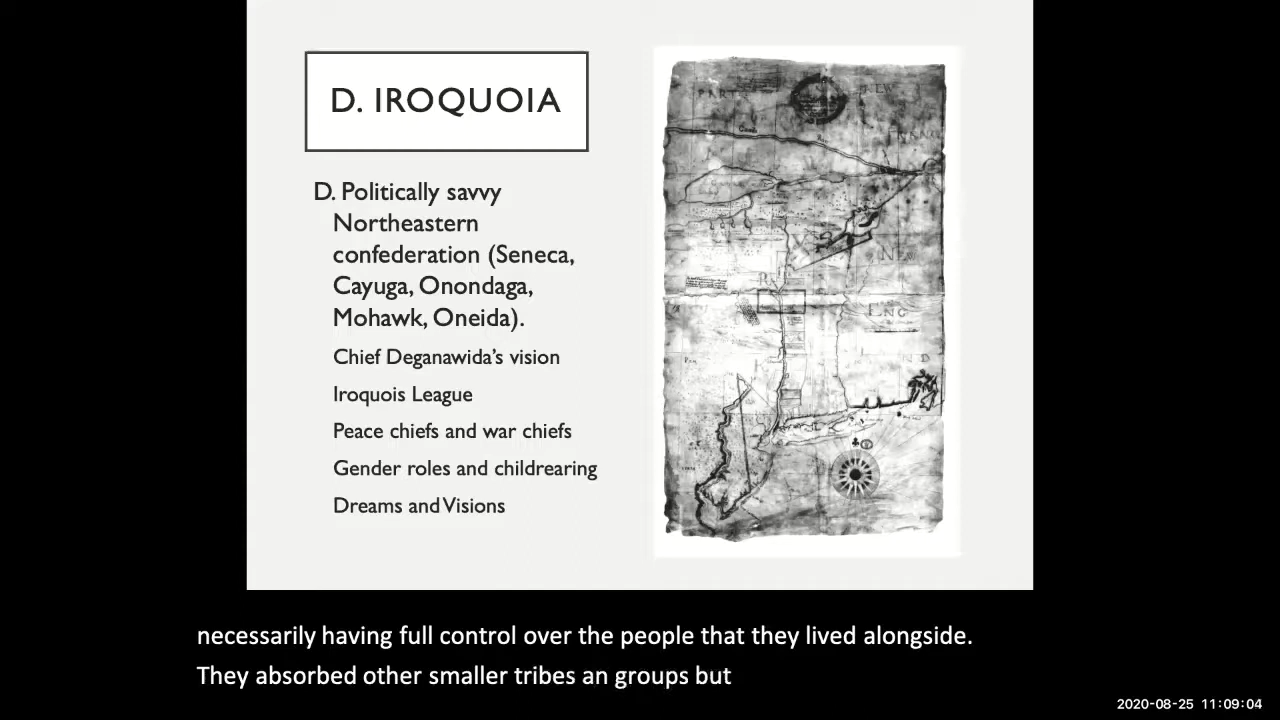 D. IROQUOIA
D. Politically savvy
Northeastern
confederation (Seneca,
Cayuga, Onondaga,
Mohawk, Oneida).
Chief Deganawida’s vision
Iroquois League
Peace chiefs and war chiefs
Gender roles and childrearing
Dreams and Visions
necessarily having full control over the people that they lived alongside.
They absorbed other smaller tribes an groups but
2020-08-25 11:09:04